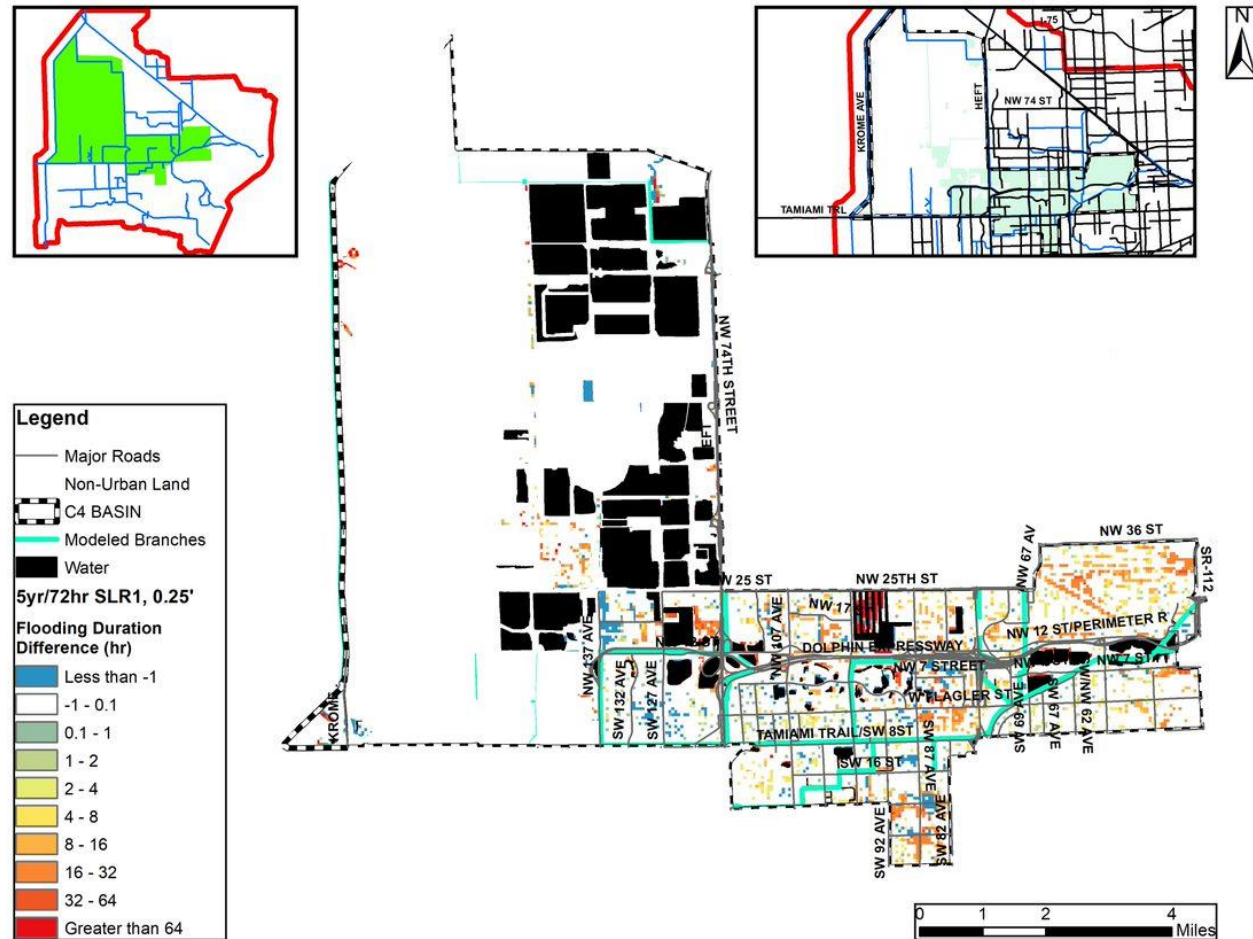 N
I-75
KROME AVE
HEFT
NW 74 ST
TAMIAMI TRL
NW 74TH STREET
Legend
Major Roads
Non-Urban Land
C4 BASIN
Modeled Branches
Water
5yr/72hr SLR1, 0.25'
Flooding Duration
Difference (hr)
Less than -1
-1 - 0.1
0.1 - 1
1 - 2
2 - 4
4 - 8
8 - 16
16 - 32
32 - 64
Greater than 64
NW 36 ST
NW 67 AV
SR-112
25 ST
NW 25TH ST
NW 17
NW 107 AVE
NW 137 AVE
NW 12 ST/PERIMETER R
DOLPHIN EXPRESSWAY
NW 7 STREET
NW 7 ST
SW 132 AVE
SW 127 AVE
W FLAGLER ST
SW 69 AVE
SW 67 AVE
SW/NW 62 AVE
KROME
TAMIAMI TRAIL/SW 8ST
SW 16 ST
SW 87 AVE
SW 92 AVE
SW 82 AVE
0 1 2 4
Miles